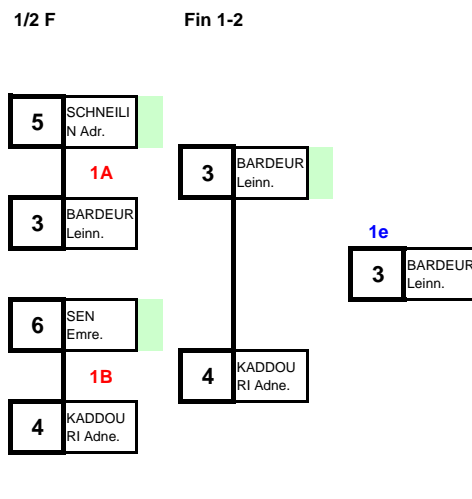 1/2 F
Fin 1-2
5
SCHNEILI
N Adr.
1A
3
BARDEUR
Leinn.
6
SEN
Emre.
1B
4
KADDOU
RI Adne.
3
BARDEUR
Leinn.
4
KADDOU
RI Adne.
1e
3
BARDEUR
Leinn.